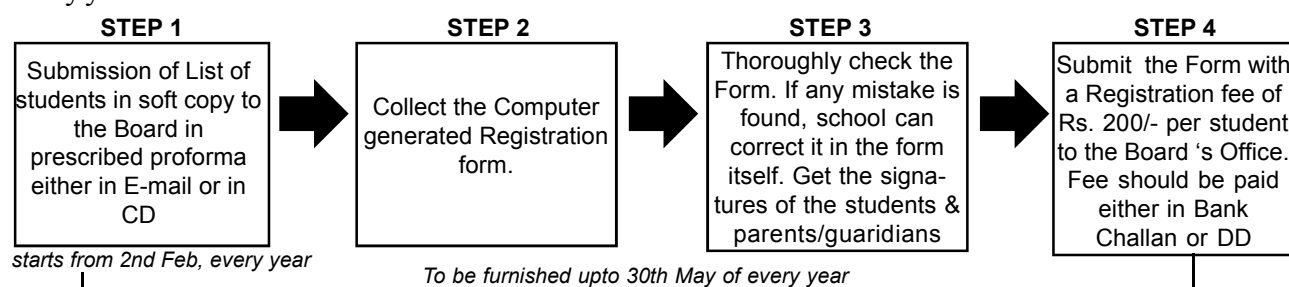 STEP 1
Submission of List of
students in soft copy to
the Board in
prescribed proforma
either in E-mail or in
CD
starts from 2nd Feb, every year
STEP 2
Collect the Computer
generated Registration
form.
To be furnished upto 30th May of every year
STEP 3
Thoroughly check the
Form. If any mistake is
found, school can
correct it in the form
itself. Get the signa-
tures of the students &
parents/guaridians
STEP 4
Submit the Form with
a Registration fee of
Rs. 200/- per student
to the Board 's Office.
Fee should be paid
either in Bank
Challan or DD